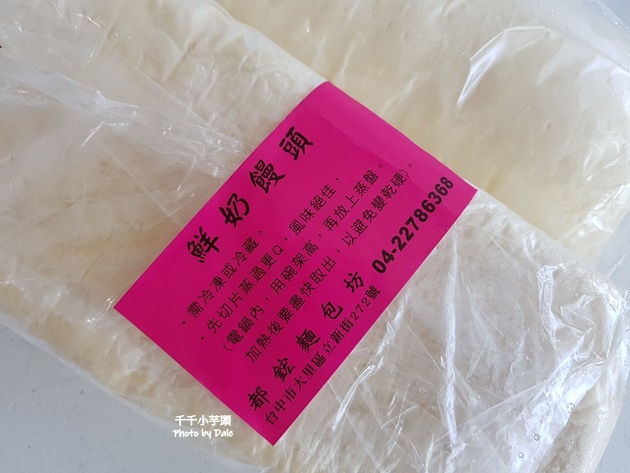 鮮奶饅頭
．需冷凍或冷藏。
．先切片蒸過更Q，風味絕佳，
(電鍋內，用碗架高，再放上蒸盤。
加熱後要盡快取出，以避免變乾硬)。
都鋐麵包坊 04-22786368
台中市大里區立新街272號
千千小芋頭
Photo by Dale